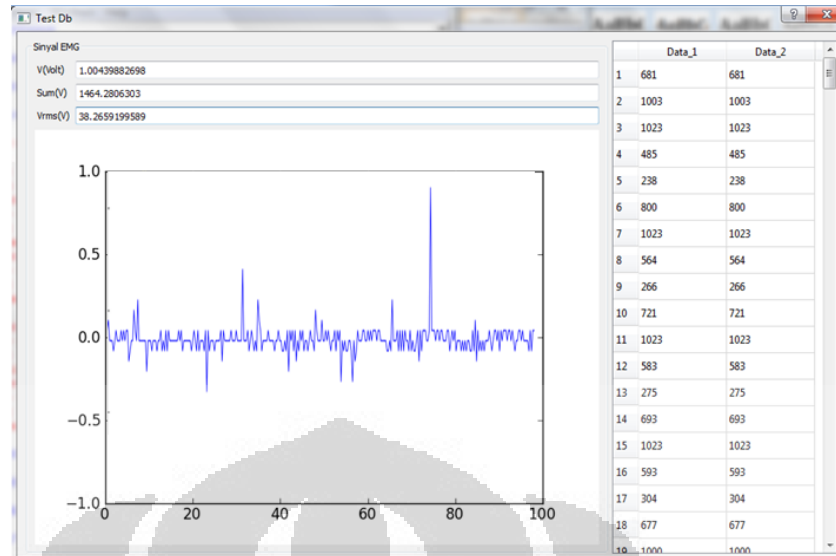 Test Db
Sinyal EMG
V(Volt) 1.00439882698
Sum(V) 1464.2806303
Vrms(V) 38.2659199589
1.0
0.5
0.0
−0.5
−1.0
0 20 40 60 80 100
Data_1 Data_2
1 681 681
2 1003 1003
3 1023 1023
4 485 485
5 238 238
6 800 800
7 1023 1023
8 564 564
9 266 266
10 721 721
11 1023 1023
12 583 583
13 275 275
14 693 693
15 1023 1023
16 593 593
17 304 304
18 677 677
19 1000 1000